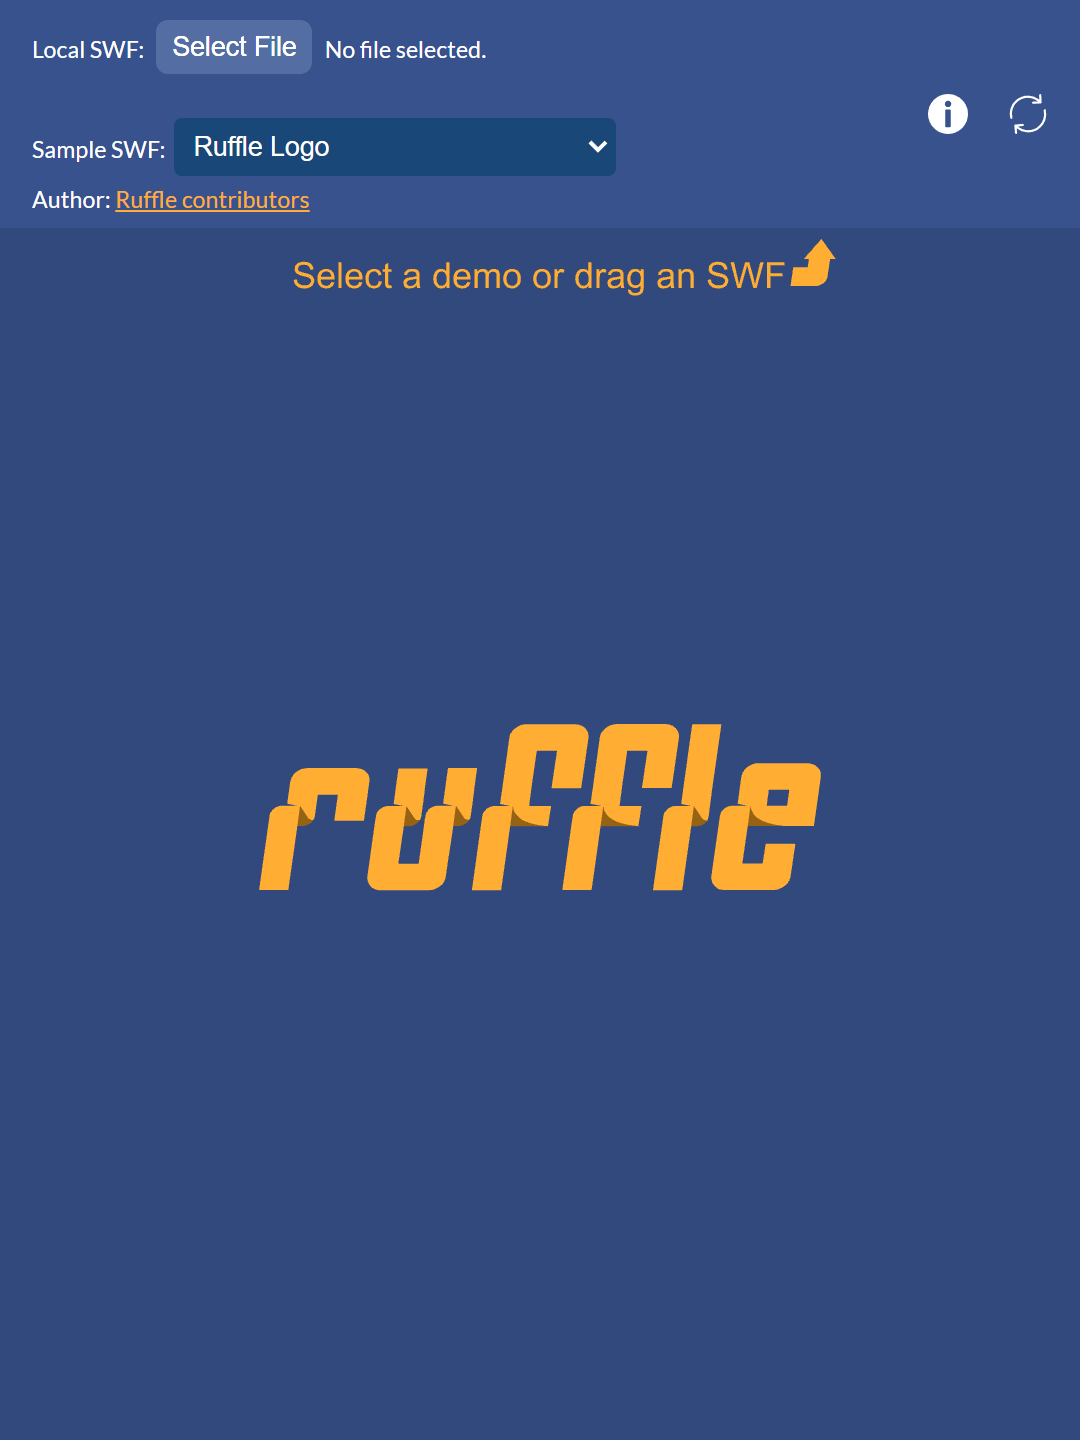 Local SWF: Select File No file selected.
Sample SWF: Ruffle Logo
Author: Ruffle contributors
Select a demo or drag an SWF
ruffle